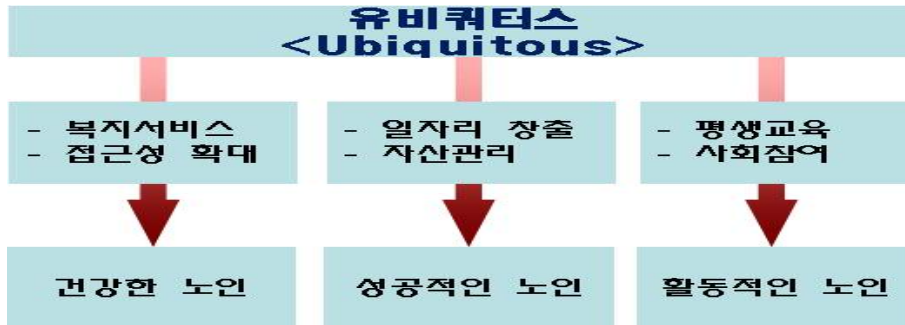 유비쿼터스
<Ubiquitous>
- 복지서비스
- 접근성 확대
- 일자리 창출
- 자산관리
- 평생교육
- 사회참여
건강한 노인
성공적인 노인
활동적인 노인